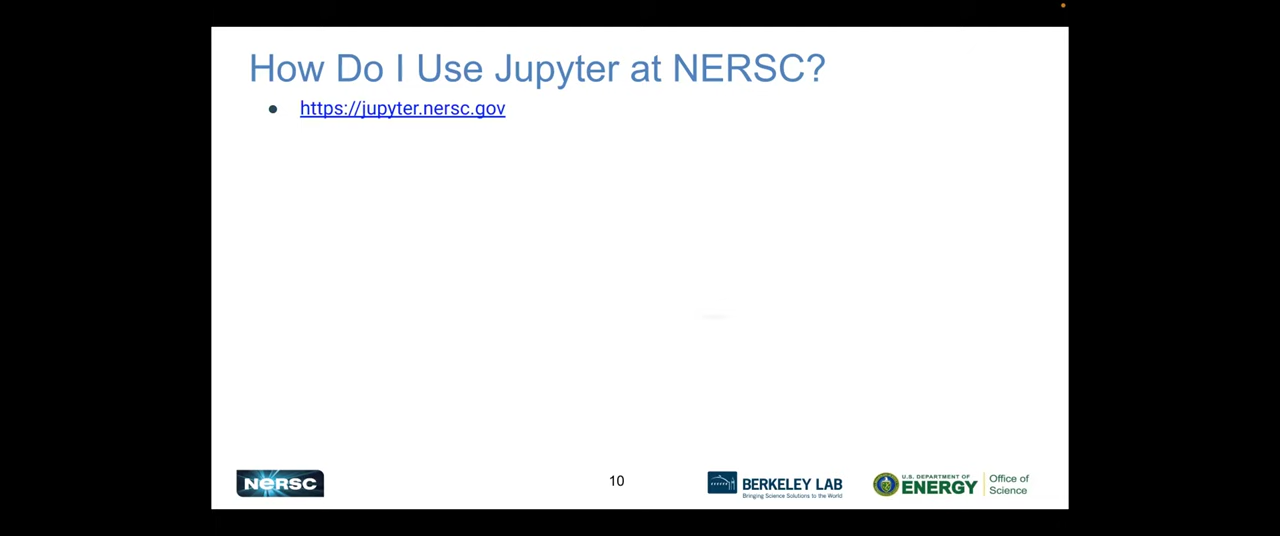 How Do I Use Jupyter at NERSC?
● https://jupyter.nersc.gov
NERSC
10
BERKELEY LAB
Bringing Science Solutions to the World
U.S. DEPARTMENT OF
ENERGY
Office of
Science